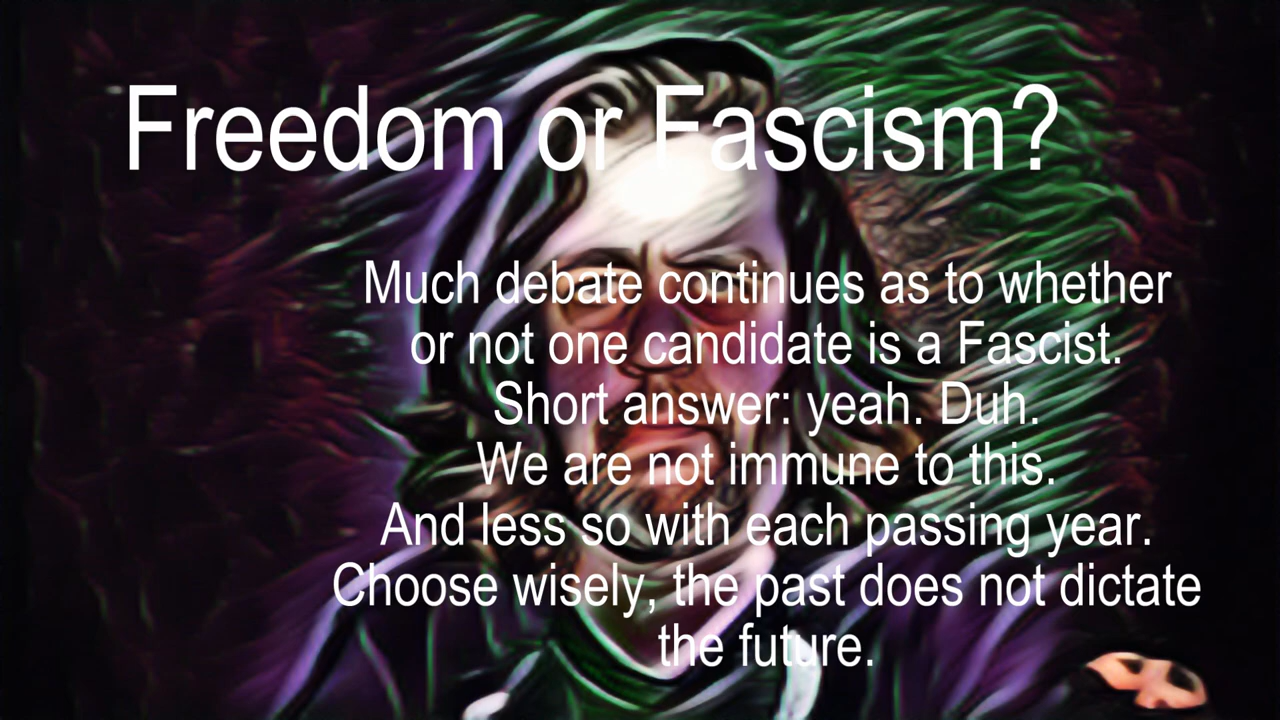 Freedom or Fascism?
Much debate continues as to whether
or not one candidate is a Fascist.
Short answer: yeah. Duh.
We are not immune to this.
And less so with each passing year.
Choose wisely, the past does not dictate
the future.